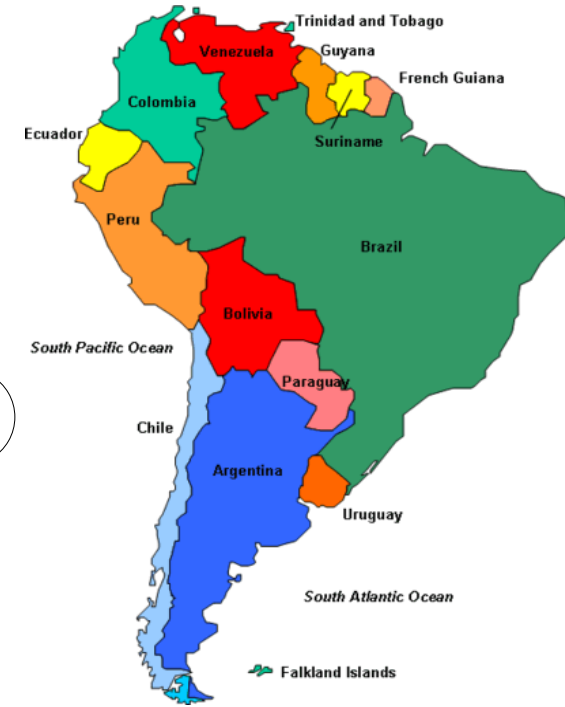 Trinidad and Tobago
Guyana
Venezuela
French Guiana
Colombia
Ecuador
Suriname
Peru
Brazil
Bolivia
South Pacific Ocean
Paraguay
Chile
Argentina
Uruguay
South Atlantic Ocean
Falkland Islands